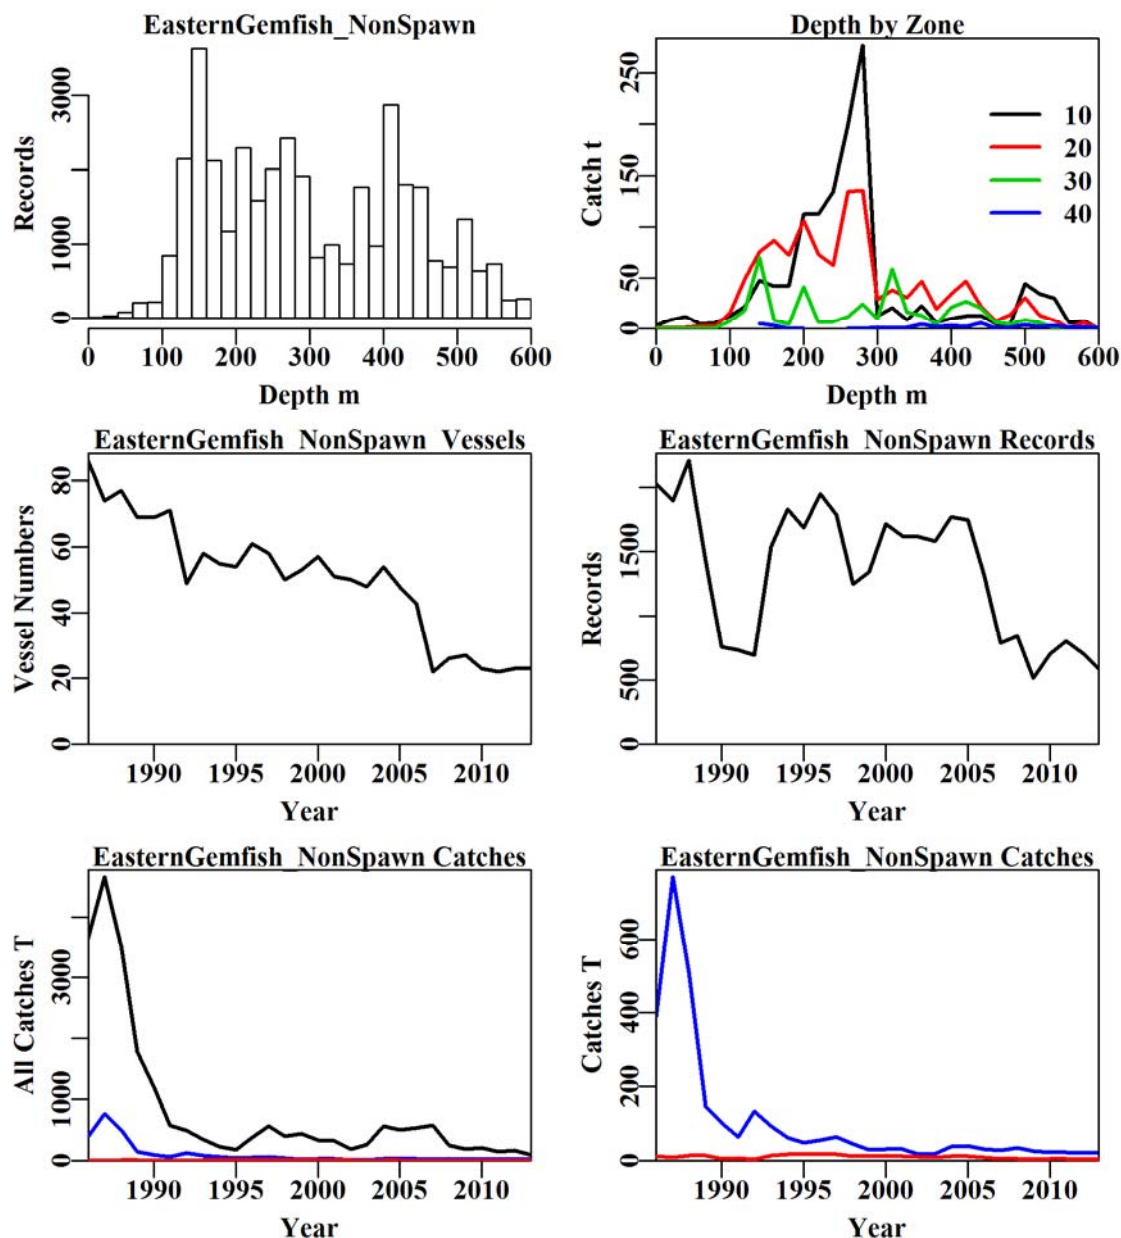 EasternGemfish_NonSpawn
Records
0 1000 3000
0 100 200 300 400 500 600
Depth m
Depth by Zone
Catch t
0 50 150 250
10
20
30
40
0 100 200 300 400 500 600
Depth m
EasternGemfish_NonSpawn_Vessels
Vessel Numbers
0 20 40 60 80
1990 1995 2000 2005 2010
Year
EasternGemfish_NonSpawn Records
Records
0 500 1500
1990 1995 2000 2005 2010
Year
EasternGemfish_NonSpawn Catches
All Catches T
0 1000 3000
1990 1995 2000 2005 2010
Year
EasternGemfish_NonSpawn Catches
Catches T
0 200 400 600
1990 1995 2000 2005 2010
Year